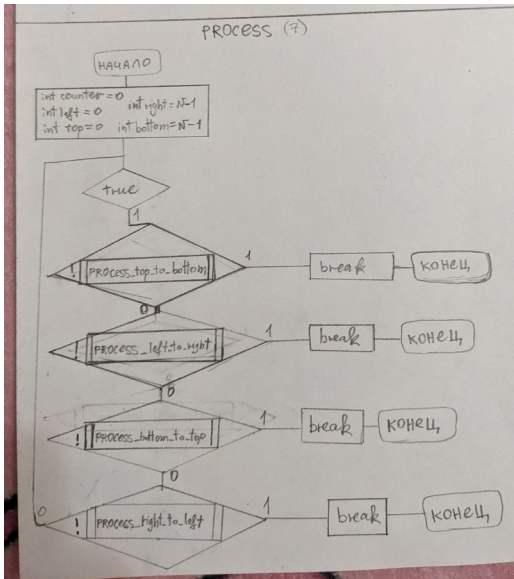 PROCESS (7)
НАЧАЛО
int counter = 0
int left = 0 int right = N-1
int top = 0 int bottom = N-1
true
1
! PROCESS_top_to_bottom 1 break КОНЕЦ
0
! PROCESS_left_to_right 1 break КОНЕЦ
0
! PROCESS_bottom_to_top 1 break КОНЕЦ
0
0 ! PROCESS_right_to_left 1 break КОНЕЦ